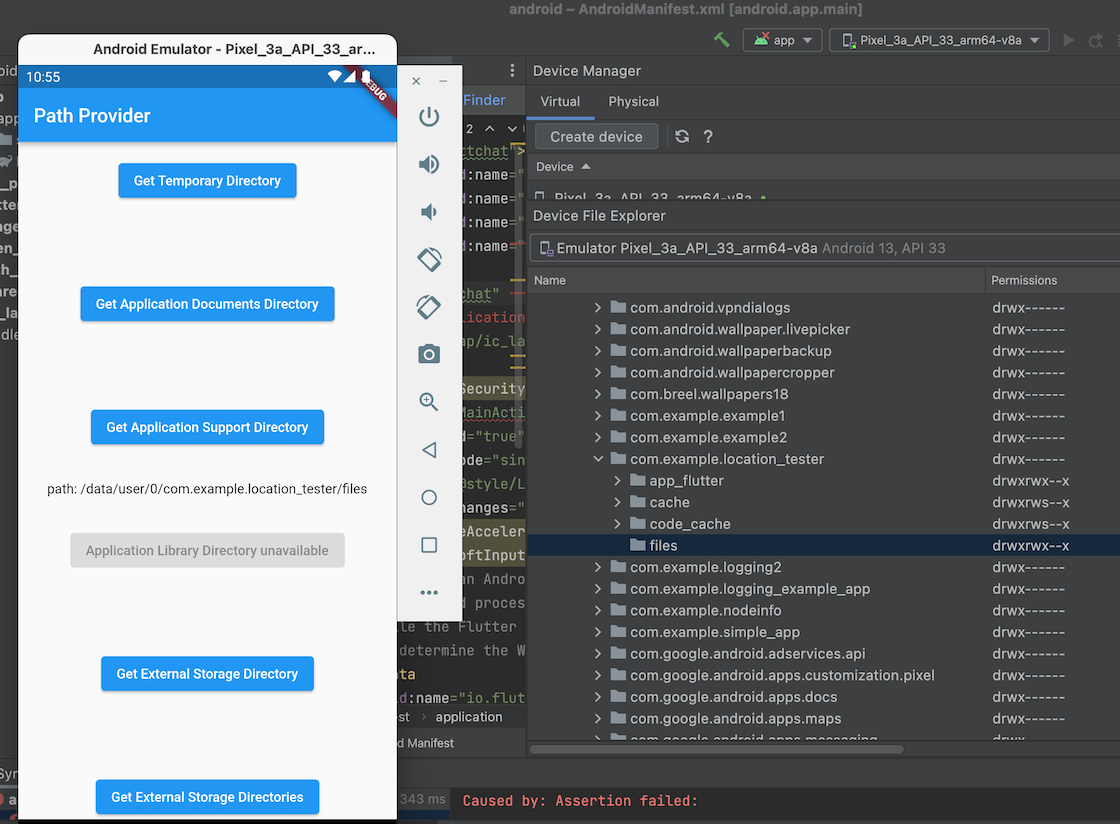 android – AndroidManifest.xml [android.app.main]
app
Pixel_3a_API_33_arm64-v8a
Android Emulator - Pixel_3a_API_33_ar...
10:55
DEBUG
Path Provider
Get Temporary Directory
Get Application Documents Directory
Get Application Support Directory
path: /data/user/0/com.example.location_tester/files
Application Library Directory unavailable
Get External Storage Directory
Get External Storage Directories
Finder
2
ttchat">
d:name="
d:name="
d:name="
d:name="
chat"
lication
ap/ic_la
Security
MainActi
d="true"
ode="sin
@style/L
hanges="
eAcceler
oftInput
an Andro
d proces
le the Flutter
determine the W
ta
d:name="io.flut
est
application
d Manifest
343 ms
Caused by: Assertion failed:
Device Manager
Virtual
Physical
Create device
?
Device
Pixel_3a_API_33_arm64-v8a
Device File Explorer
Emulator Pixel_3a_API_33_arm64-v8a Android 13, API 33
Name Permissions
com.android.vpndialogs drwx------
com.android.wallpaper.livepicker drwx------
com.android.wallpaperbackup drwx------
com.android.wallpapercropper drwx------
com.breel.wallpapers18 drwx------
com.example.example1 drwx------
com.example.example2 drwx------
com.example.location_tester drwx------
app_flutter drwxrwx--x
cache drwxrws--x
code_cache drwxrws--x
files drwxrwx--x
com.example.logging2 drwx------
com.example.logging_example_app drwx------
com.example.nodeinfo drwx------
com.example.simple_app drwx------
com.google.android.adservices.api drwx------
com.google.android.apps.customization.pixel drwx------
com.google.android.apps.docs drwx------
com.google.android.apps.maps drwx------
com.google.android.apps.messaging drwx------